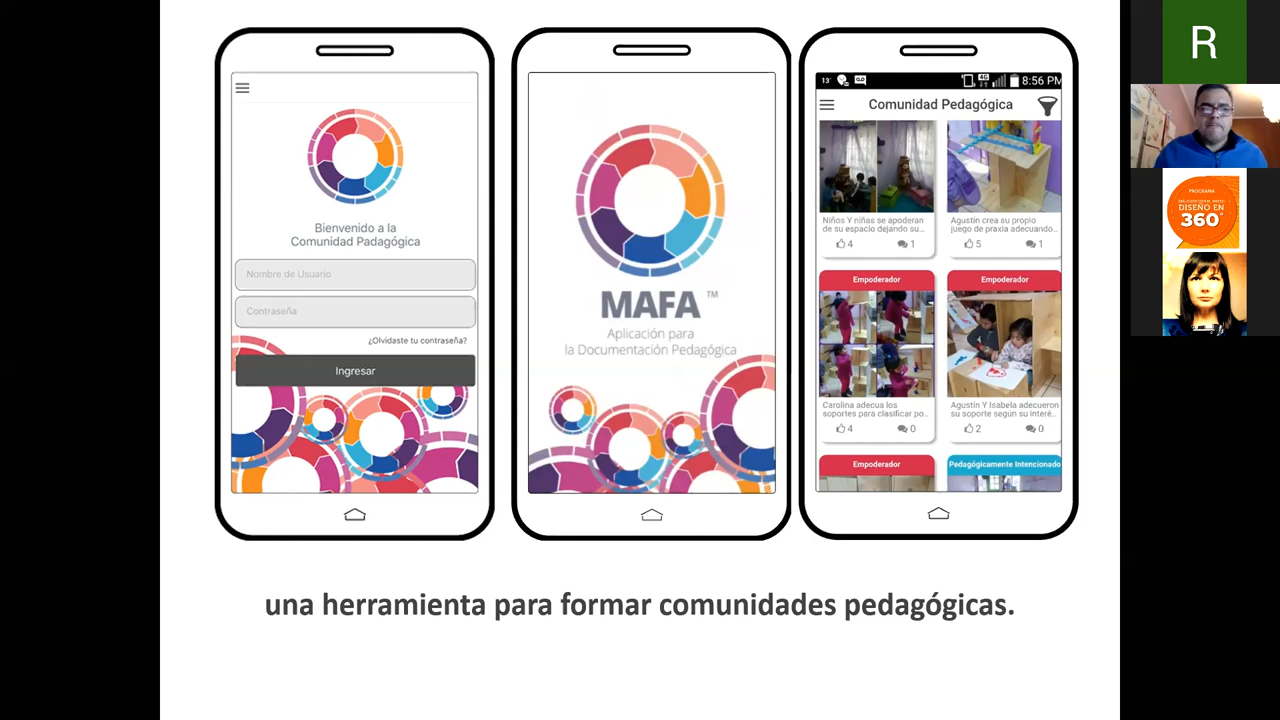 Bienvenido a la
Comunidad Padagógica
Nombre de Usuario
Contraseña
¿Olvidaste tu contraseña?
Ingresar
MAFA ™
Aplicación para
la Documentación Pedagógica
13°
4G
8:56 PM
Comunidad Pedagógica
Niños Y niñas se apoderan
de su espacio dejando su...
4
1
Agustín crea su propio
juego de praxia adecuando...
5
1
Empoderador
Carolina adecua los
soportes para clasificar po...
4
0
Empoderador
Agustín Y Isabela adecueron
su soporte según su interé...
2
0
Empoderador
Pedagógicamente Intencionado
una herramienta para formar comunidades pedagógicas.
R
PROGRAMA
DISEÑO EN
360°